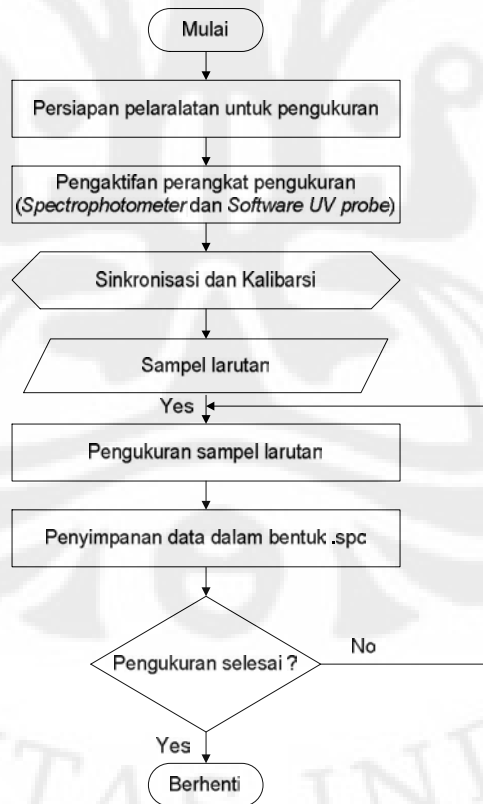 Mulai
Persiapan pelaralatan untuk pengukuran
Pengaktifan perangkat pengukuran
(Spectrophotometer dan Software UV probe)
Sinkronisasi dan Kalibarsi
Sampel larutan
Yes
Pengukuran sampel larutan
Penyimpanan data dalam bentuk .spc
Pengukuran selesai ?
No
Yes
Berhenti